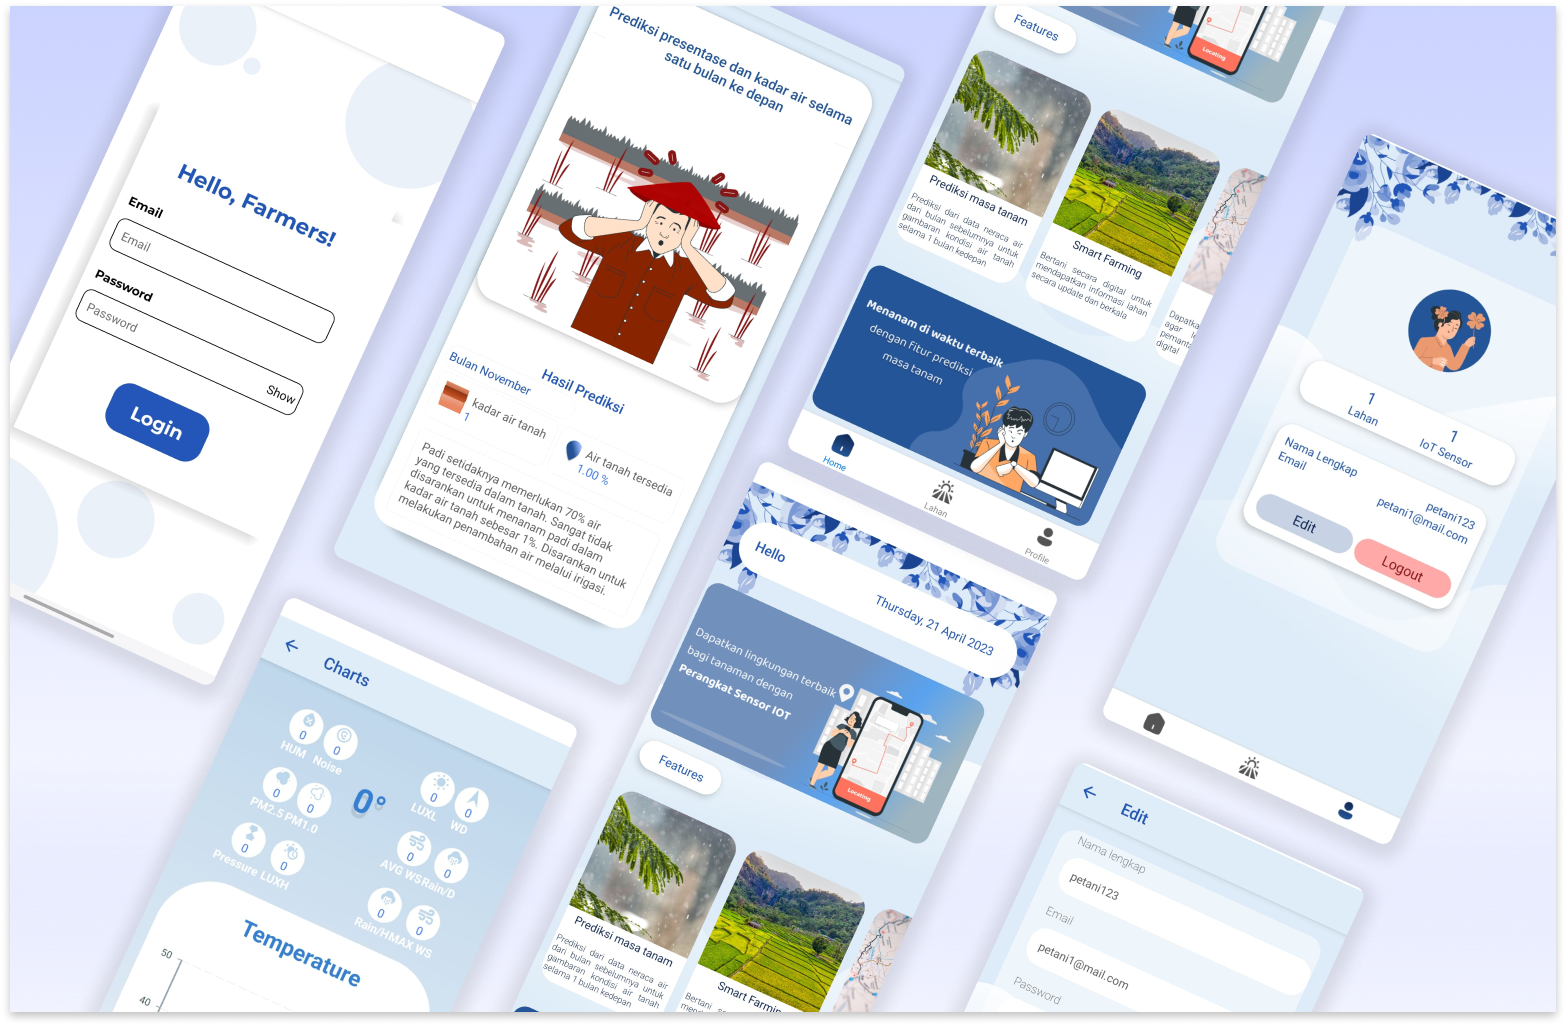 Hello, Farmers!
Email
Email
Password
Password
Show
Login
Prediksi presentase dan kadar air selama
satu bulan ke depan
Hasil Prediksi
Bulan November
kadar air tanah
1
Air tanah tersedia
1.00 %
Padi setidaknya memerlukan 70% air
yang tersedia dalam tanah. Sangat tidak
disarankan untuk menanam padi dalam
kadar air tanah sebesar 1%. Disarankan untuk
melakukan penambahan air melalui irigasi.
Locating
Features
Prediksi masa tanam
Prediksi dari data neraca air
dari bulan sebelumnya untuk
gambaran kondisi air tanah
selama 1 bulan kedepan
Smart Farming
Bertani secara digital untuk
mendapatkan informasi lahan
secara update dan berkala
Dapatka
agar
pemanta
digital
Menanam di waktu terbaik
dengan fitur prediksi
masa tanam
Home
Lahan
Profile
1
Lahan
1
IoT Sensor
Nama Lengkap
petani123
Email
petani1@mail.com
Edit
Logout
Charts
0
HUM
0
Noise
0
PM2.5
0
PM1.0
0
Pressure
0
LUXH
0°
0
LUXL
0
WD
0
AVG WS
0
Rain/D
0
Rain/H
0
MAX WS
Temperature
50
40
Hello
Thursday, 21 April 2023
Dapatkan lingkungan terbaik
bagi tanaman dengan
Perangkat Sensor IOT
Locating
Features
Prediksi masa tanam
Prediksi dari data neraca air
dari bulan sebelumnya untuk
gambaran kondisi air tanah
selama 1 bulan kedepan
Smart Farmin
Bertani
Edit
Nama lengkap
petani123
Email
petani1@mail.com
Password